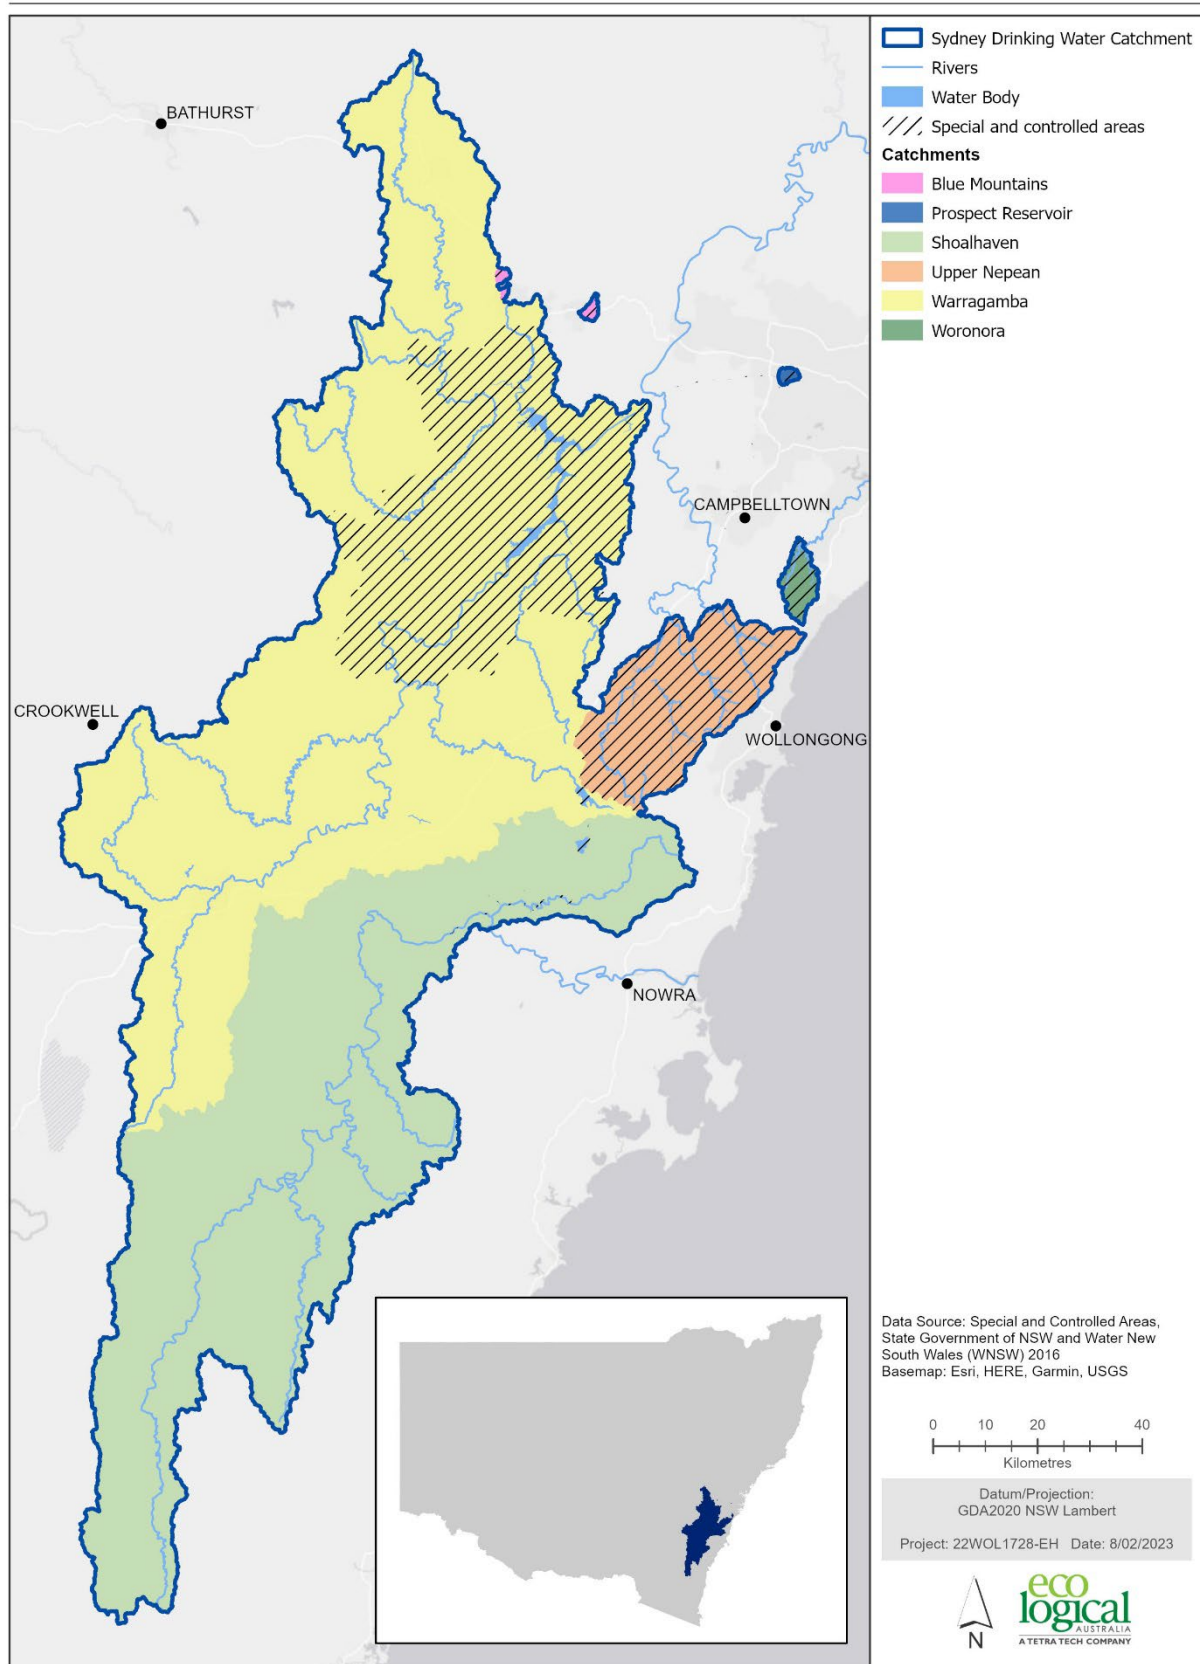 BATHURST
CAMPBELLTOWN
CROOKWELL
WOLLONGONG
NOWRA
Sydney Drinking Water Catchment
Rivers
Water Body
Special and controlled areas
Catchments
Blue Mountains
Prospect Reservoir
Shoalhaven
Upper Nepean
Warragamba
Woronora
Data Source: Special and Controlled Areas,
State Government of NSW and Water New
South Wales (WNSW) 2016
Basemap: Esri, HERE, Garmin, USGS
0 10 20 40
Kilometres
Datum/Projection:
GDA2020 NSW Lambert
Project: 22WOL1728-EH Date: 8/02/2023
N
eco
logical
AUSTRALIA
A TETRA TECH COMPANY